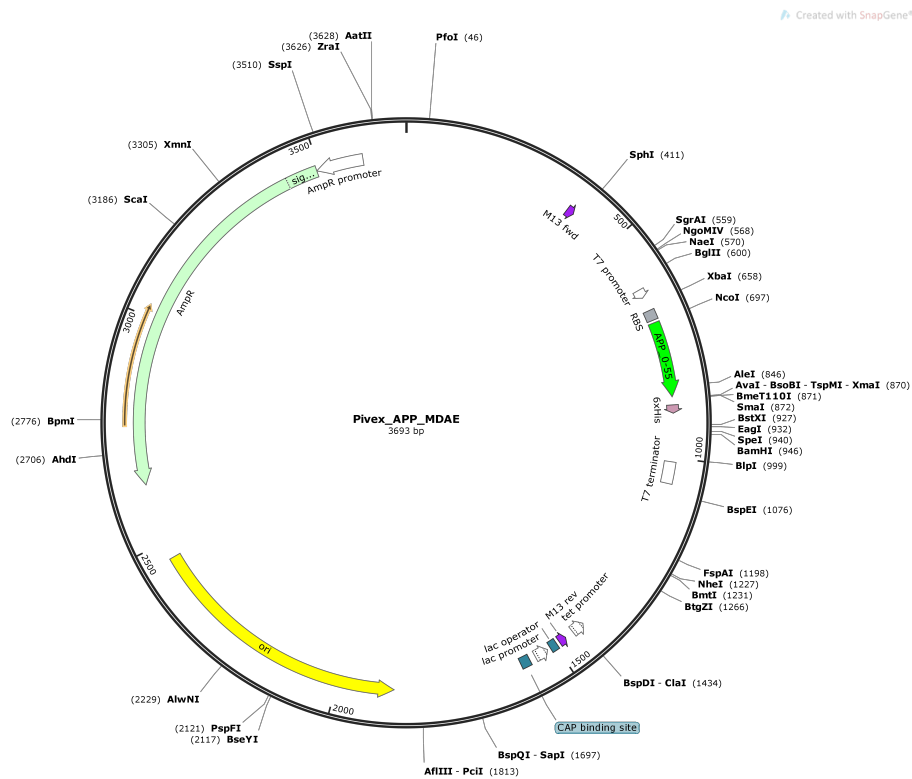 Created with SnapGene®
(3628) AatII
(3626) ZraI
(3510) SspI
(3305) XmnI
(3186) ScaI
PfoI (46)
SphI (411)
SgrAI (559)
NgoMIV (568)
NaeI (570)
BglII (600)
XbaI (658)
NcoI (697)
AleI (846)
AvaI - BsoBI - TspMI - XmaI (870)
BmeT110I (871)
SmaI (872)
BstXI (927)
EagI (932)
SpeI (940)
BamHI (946)
BlpI (999)
BspEI (1076)
FspAI (1198)
NheI (1227)
BmtI (1231)
BtgZI (1266)
BspDI - ClaI (1434)
BspQI - SapI (1697)
AflIII - PciI (1813)
(2117) BseYI
(2121) PspFI
(2229) AlwNI
(2706) AhdI
(2776) BpmI
500
1000
1500
2000
2500
3000
3500
sig...
AmpR promoter
AmpR
M13 fwd
T7 promoter
RBS
APP_0-55
6xHis
T7 terminator
tet promoter
M13 rev
lac operator
lac promoter
CAP binding site
ori
Pivex_APP_MDAE
3693 bp